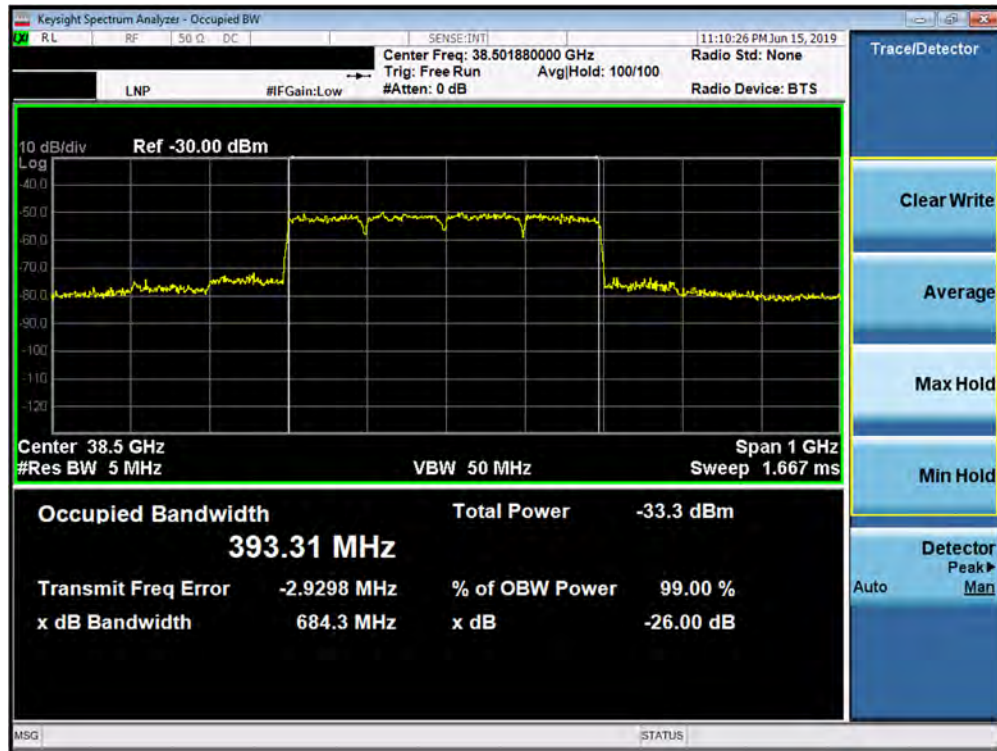 Keysight Spectrum Analyzer - Occupied BW
LXI RL RF 50 Ω DC SENSE:INT 11:10:26 PM Jun 15, 2019
Center Freq: 38.501880000 GHz Radio Std: None
Trig: Free Run Avg|Hold: 100/100
LNP #IFGain:Low #Atten: 0 dB Radio Device: BTS
10 dB/div Ref -30.00 dBm
Log
-40.0
-50.0
-60.0
-70.0
-80.0
-90.0
-100
-110
-120
Center 38.5 GHz Span 1 GHz
#Res BW 5 MHz VBW 50 MHz Sweep 1.667 ms
Occupied Bandwidth Total Power -33.3 dBm
393.31 MHz
Transmit Freq Error -2.9298 MHz % of OBW Power 99.00 %
x dB Bandwidth 684.3 MHz x dB -26.00 dB
MSG STATUS
Trace/Detector
Clear Write
Average
Max Hold
Min Hold
Detector
Peak▶
Auto Man